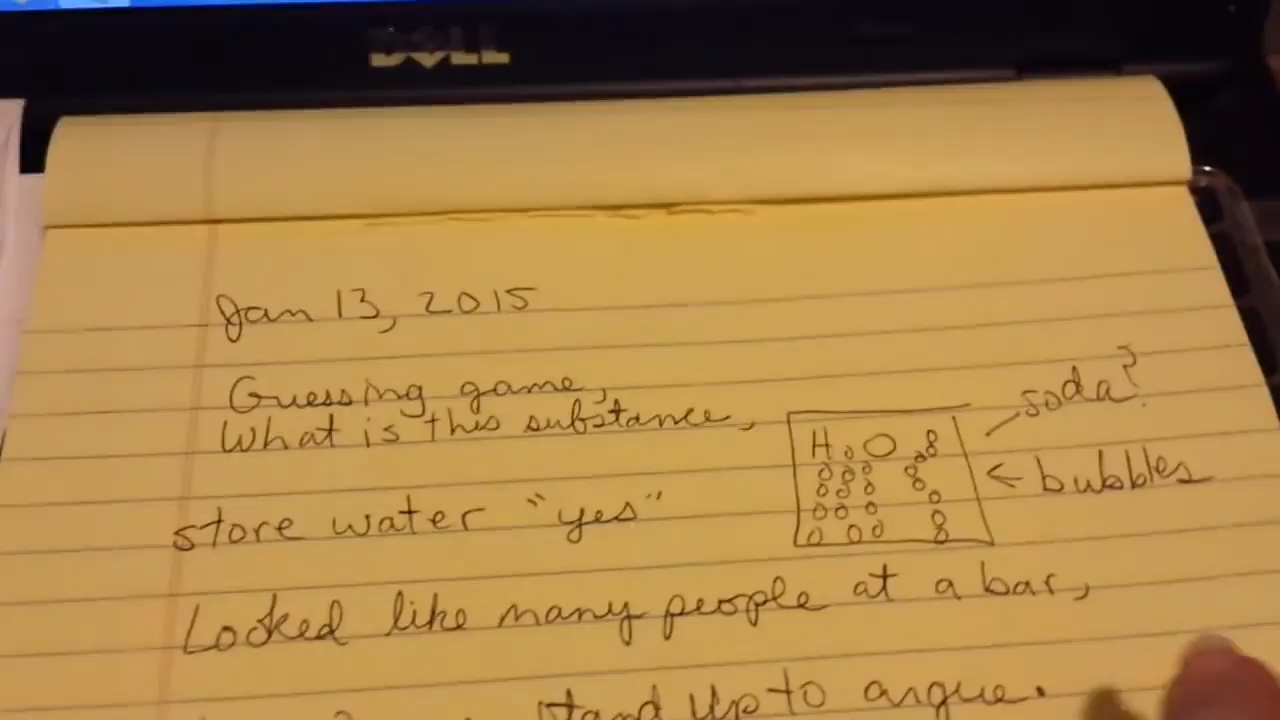 DELL
Jan 13, 2015
Guessing game,
What is this substance,
soda?
H2O
bubbles
store water "yes"
Looked like many people at a bar,
stand up to argue.